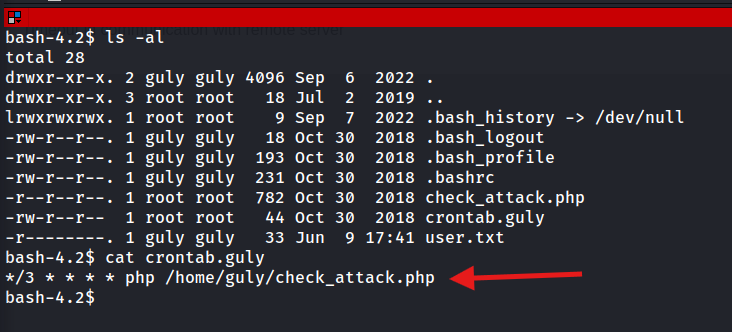 bash-4.2$ ls -al
total 28
drwxr-xr-x. 2 guly guly 4096 Sep  6  2022 .
drwxr-xr-x. 3 root root   18 Jul  2  2019 ..
lrwxrwxrwx. 1 root root    9 Sep  7  2022 .bash_history -> /dev/null
-rw-r--r--. 1 guly guly   18 Oct 30  2018 .bash_logout
-rw-r--r--. 1 guly guly  193 Oct 30  2018 .bash_profile
-rw-r--r--. 1 guly guly  231 Oct 30  2018 .bashrc
-r--r--r--. 1 root root  782 Oct 30  2018 check_attack.php
-rw-r--r--  1 root root   44 Oct 30  2018 crontab.guly
-r--------. 1 guly guly   33 Jun  9 17:41 user.txt
bash-4.2$ cat crontab.guly
*/3 * * * * php /home/guly/check_attack.php
bash-4.2$